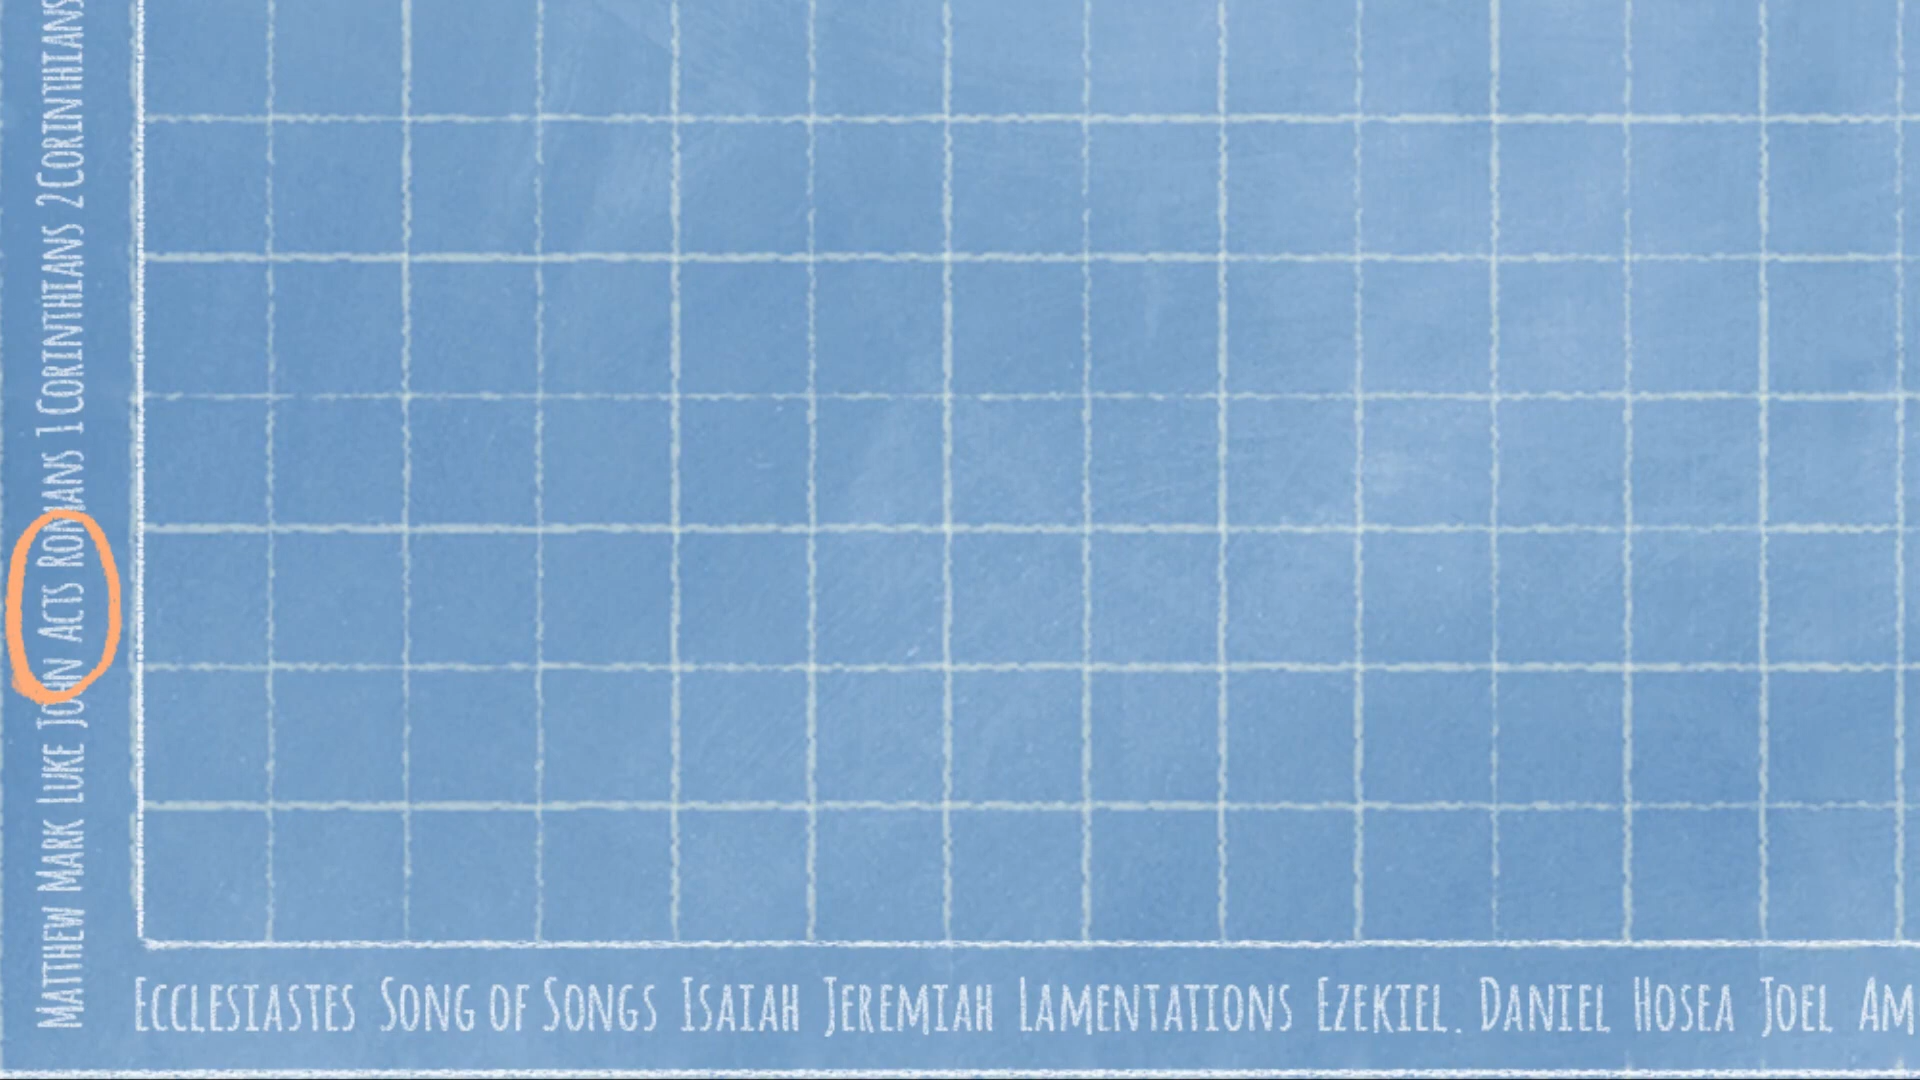 Matthew Mark Luke John Acts Romans 1 Corinthians 2 Corinthians
Ecclesiastes Song of Songs Isaiah Jeremiah Lamentations Ezekiel. Daniel Hosea Joel Am